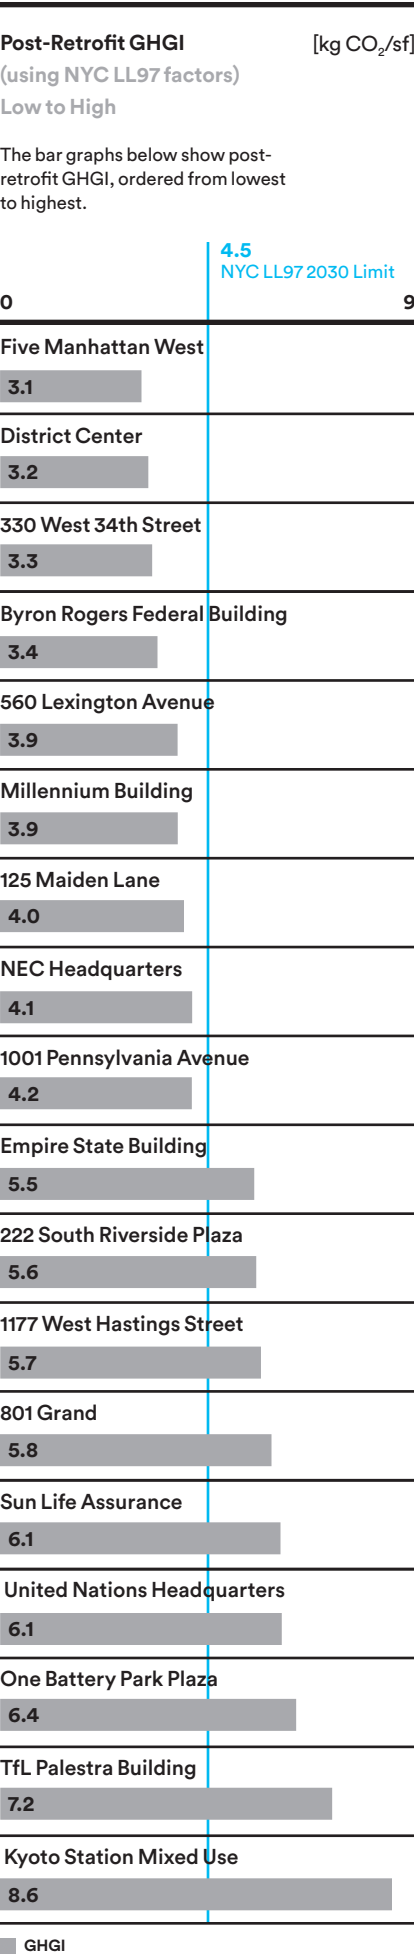 Post-Retrofit GHGI [kg CO₂/sf]
(using NYC LL97 factors)
Low to High
The bar graphs below show post-
retrofit GHGI, ordered from lowest
to highest.
4.5
NYC LL97 2030 Limit
0 9
Five Manhattan West
3.1
District Center
3.2
330 West 34th Street
3.3
Byron Rogers Federal Building
3.4
560 Lexington Avenue
3.9
Millennium Building
3.9
125 Maiden Lane
4.0
NEC Headquarters
4.1
1001 Pennsylvania Avenue
4.2
Empire State Building
5.5
222 South Riverside Plaza
5.6
1177 West Hastings Street
5.7
801 Grand
5.8
Sun Life Assurance
6.1
United Nations Headquarters
6.1
One Battery Park Plaza
6.4
TfL Palestra Building
7.2
Kyoto Station Mixed Use
8.6
GHGI